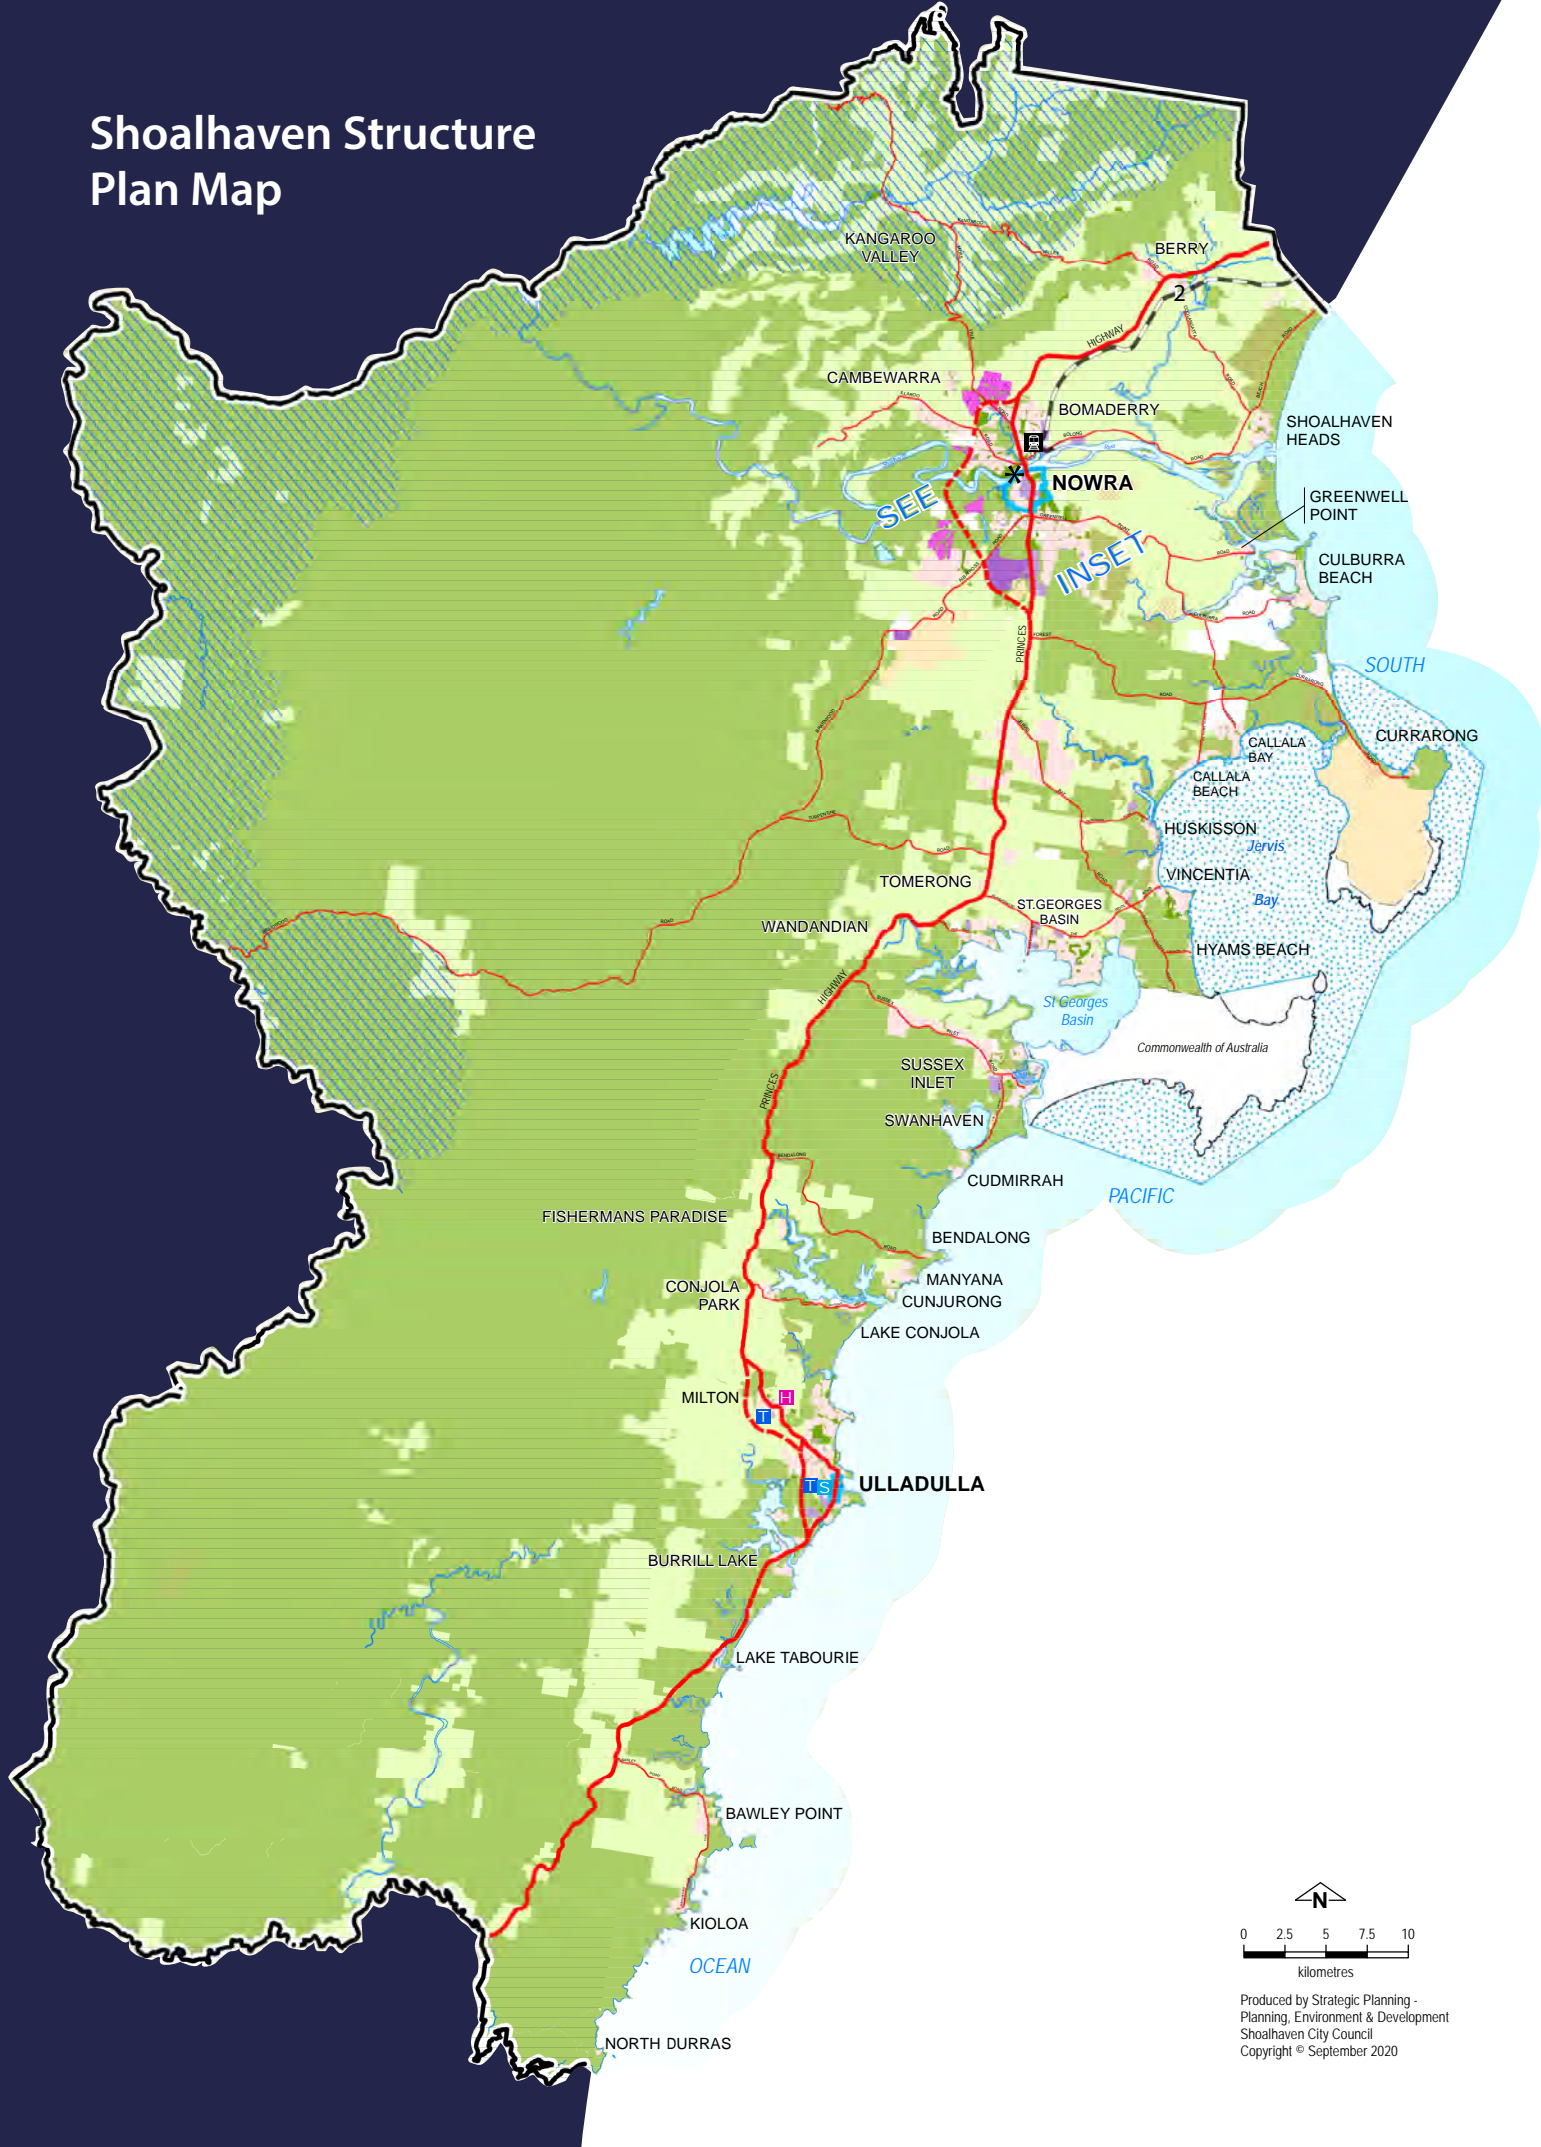 Shoalhaven Structure
Plan Map
KANGAROO
VALLEY
BERRY
2
HIGHWAY
CAMBEWARRA
BOMADERRY
SHOALHAVEN
HEADS
NOWRA
SEE
INSET
GREENWELL
POINT
CULBURRA
BEACH
PRINCES
FOREST
ROAD
SOUTH
CURRARONG
CURRARONG
CALLALA
BAY
CALLALA
BEACH
HUSKISSON
Jervis
VINCENTIA
Bay
TOMERONG
ST.GEORGES
BASIN
WANDANDIAN
HYAMS BEACH
HIGHWAY
St Georges
Basin
Commonwealth of Australia
SUSSEX
INLET
PRINCES
SWANHAVEN
BENDALONG
CUDMIRRAH
PACIFIC
FISHERMANS PARADISE
BENDALONG
CONJOLA
PARK
MANYANA
CUNJURONG
LAKE CONJOLA
MILTON
H
T
T
S
ULLADULLA
BURRILL LAKE
LAKE TABOURIE
BAWLEY POINT
KIOLOA
OCEAN
NORTH DURRAS
N
0 2.5 5 7.5 10
kilometres
Produced by Strategic Planning -
Planning, Environment & Development
Shoalhaven City Council
Copyright © September 2020